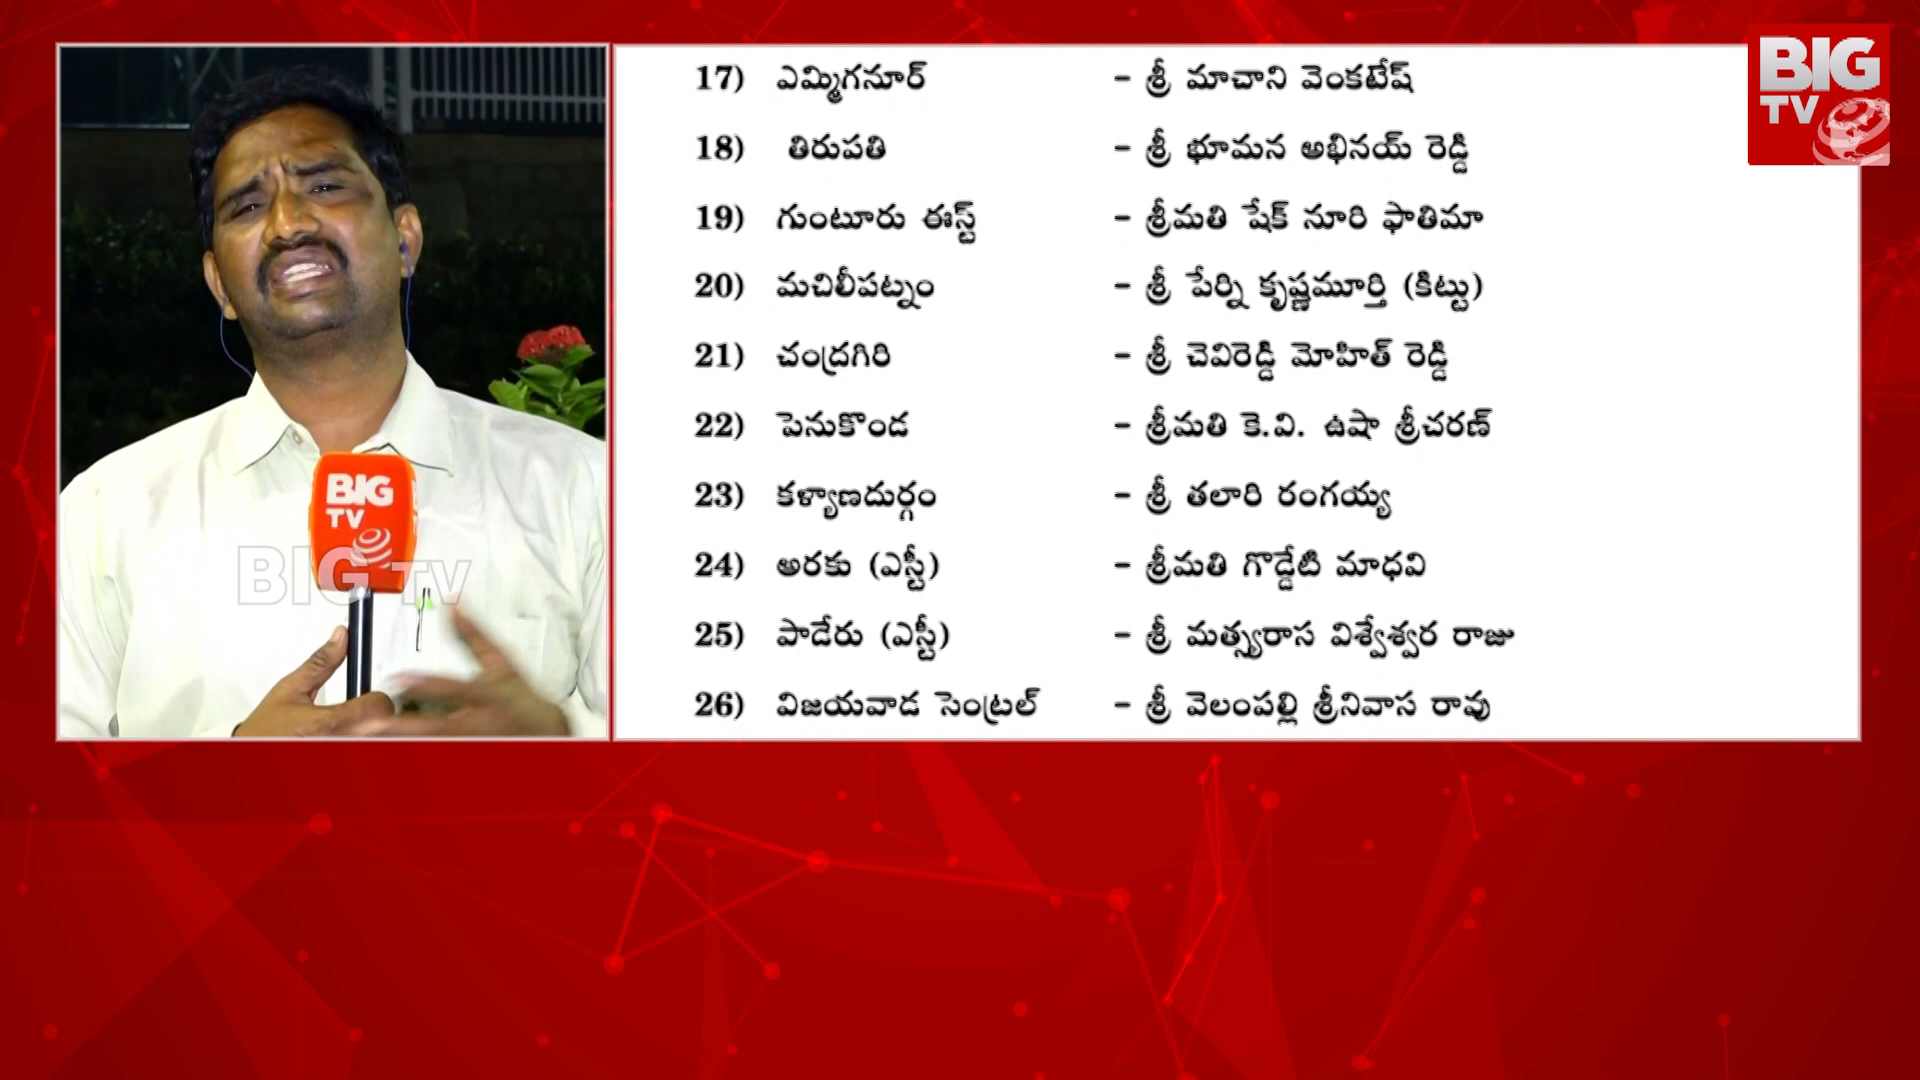 BIG
TV
17) ఎమ్మిగనూర్ - శ్రీ మాచాని వెంకటేష్
18) తిరుపతి - శ్రీ భూమన అభినయ్ రెడ్డి
19) గుంటూరు ఈస్ట్ - శ్రీమతి షేక్ నూరి ఫాతిమా
20) మచిలీపట్నం - శ్రీ పేర్ని కృష్ణమూర్తి (కిట్టు)
21) చంద్రగిరి - శ్రీ చెవిరెడ్డి మోహిత్ రెడ్డి
22) పెనుకొండ - శ్రీమతి కె.వి. ఉషా శ్రీచరణ్
23) కళ్యాణదుర్గం - శ్రీ తలారి రంగయ్య
24) అరకు (ఎస్టీ) - శ్రీమతి గొడ్డేటి మాధవి
25) పాడేరు (ఎస్టీ) - శ్రీ మత్స్యరాస విశ్వేశ్వర రాజు
26) విజయవాడ సెంట్రల్ - శ్రీ వెలంపల్లి శ్రీనివాస రావు
BIG
TV
BIG TV